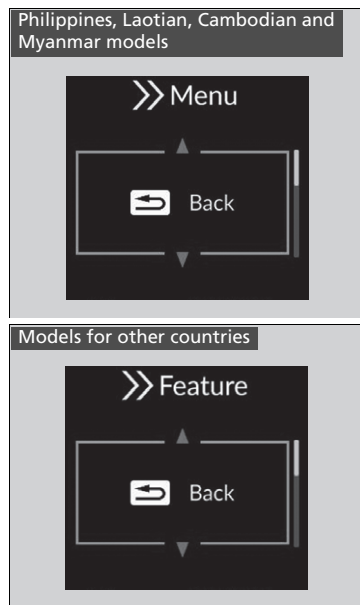 Philippines, Laotian, Cambodian and
Myanmar models
Menu
Back
Models for other countries
Feature
Back